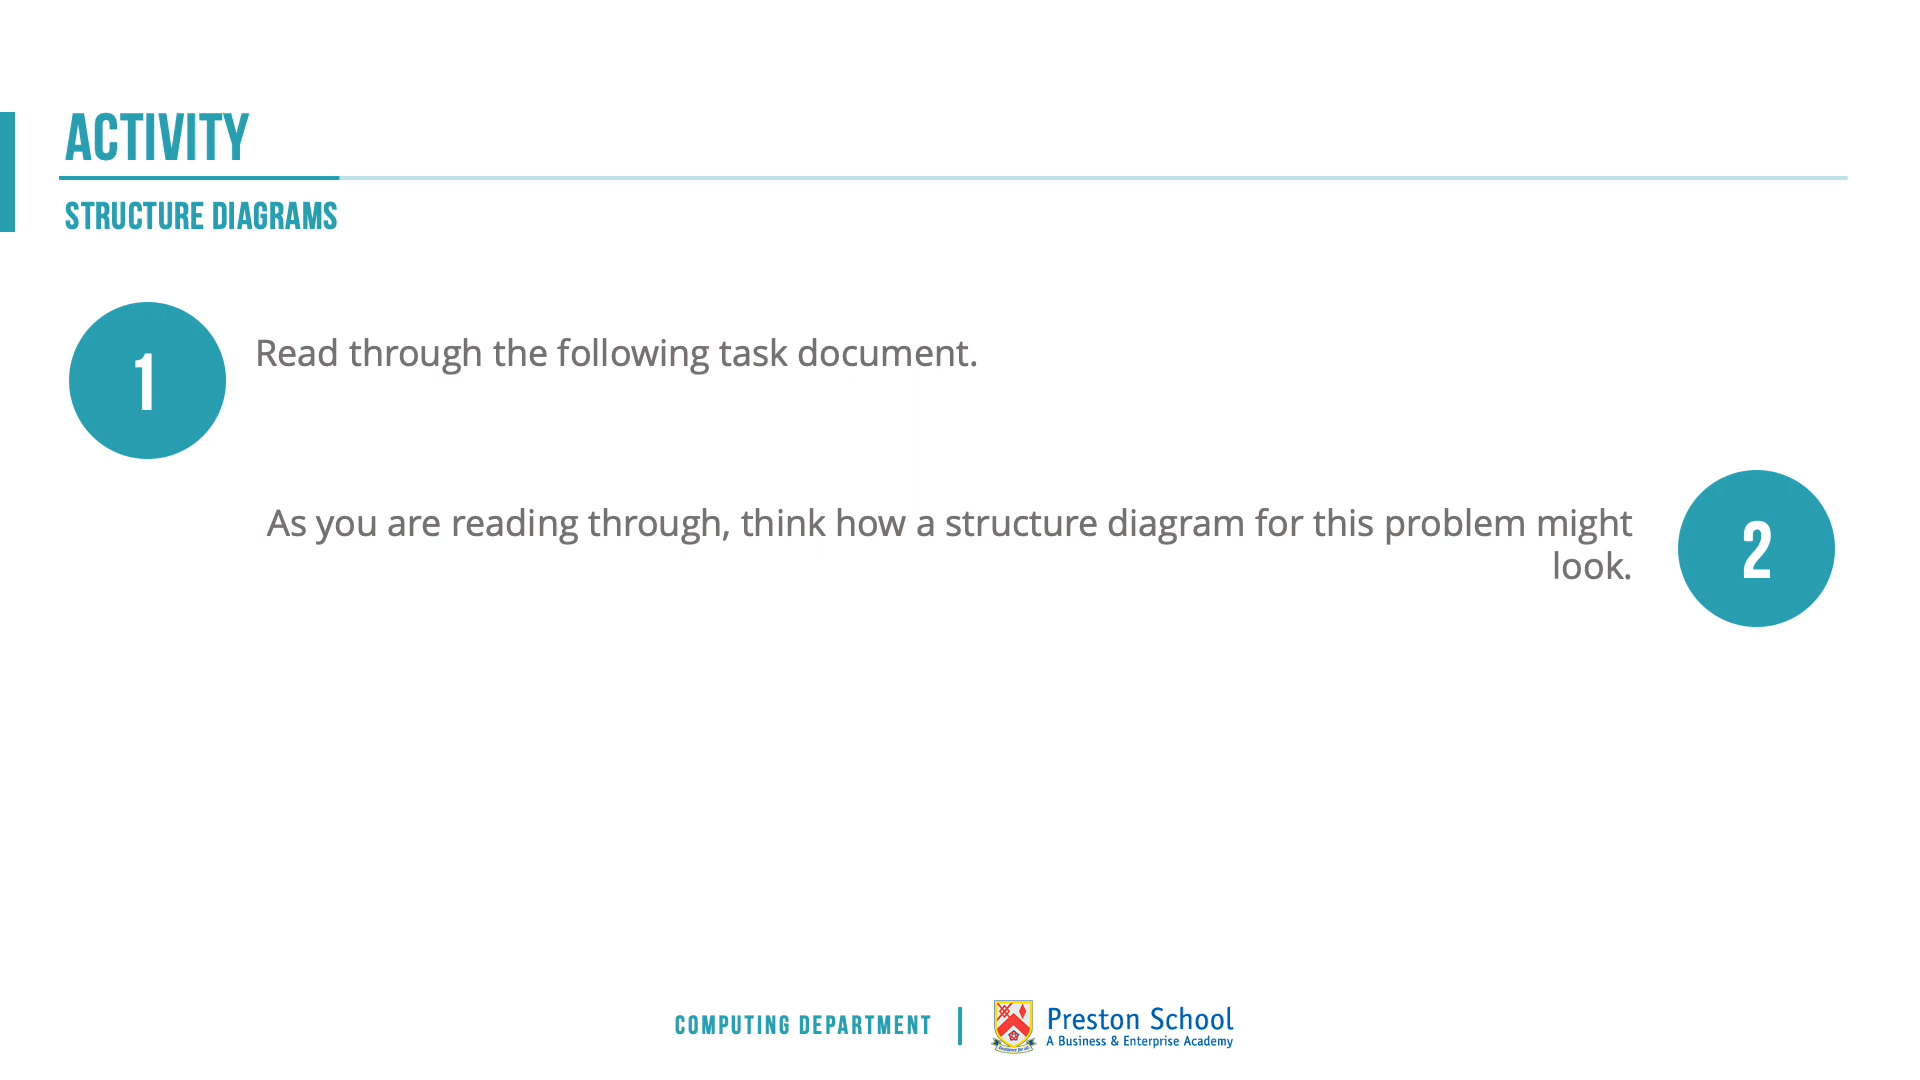 ACTIVITY
STRUCTURE DIAGRAMS
1
Read through the following task document.
As you are reading through, think how a structure diagram for this problem might
look.
2
COMPUTING DEPARTMENT
Preston School
A Business & Enterprise Academy